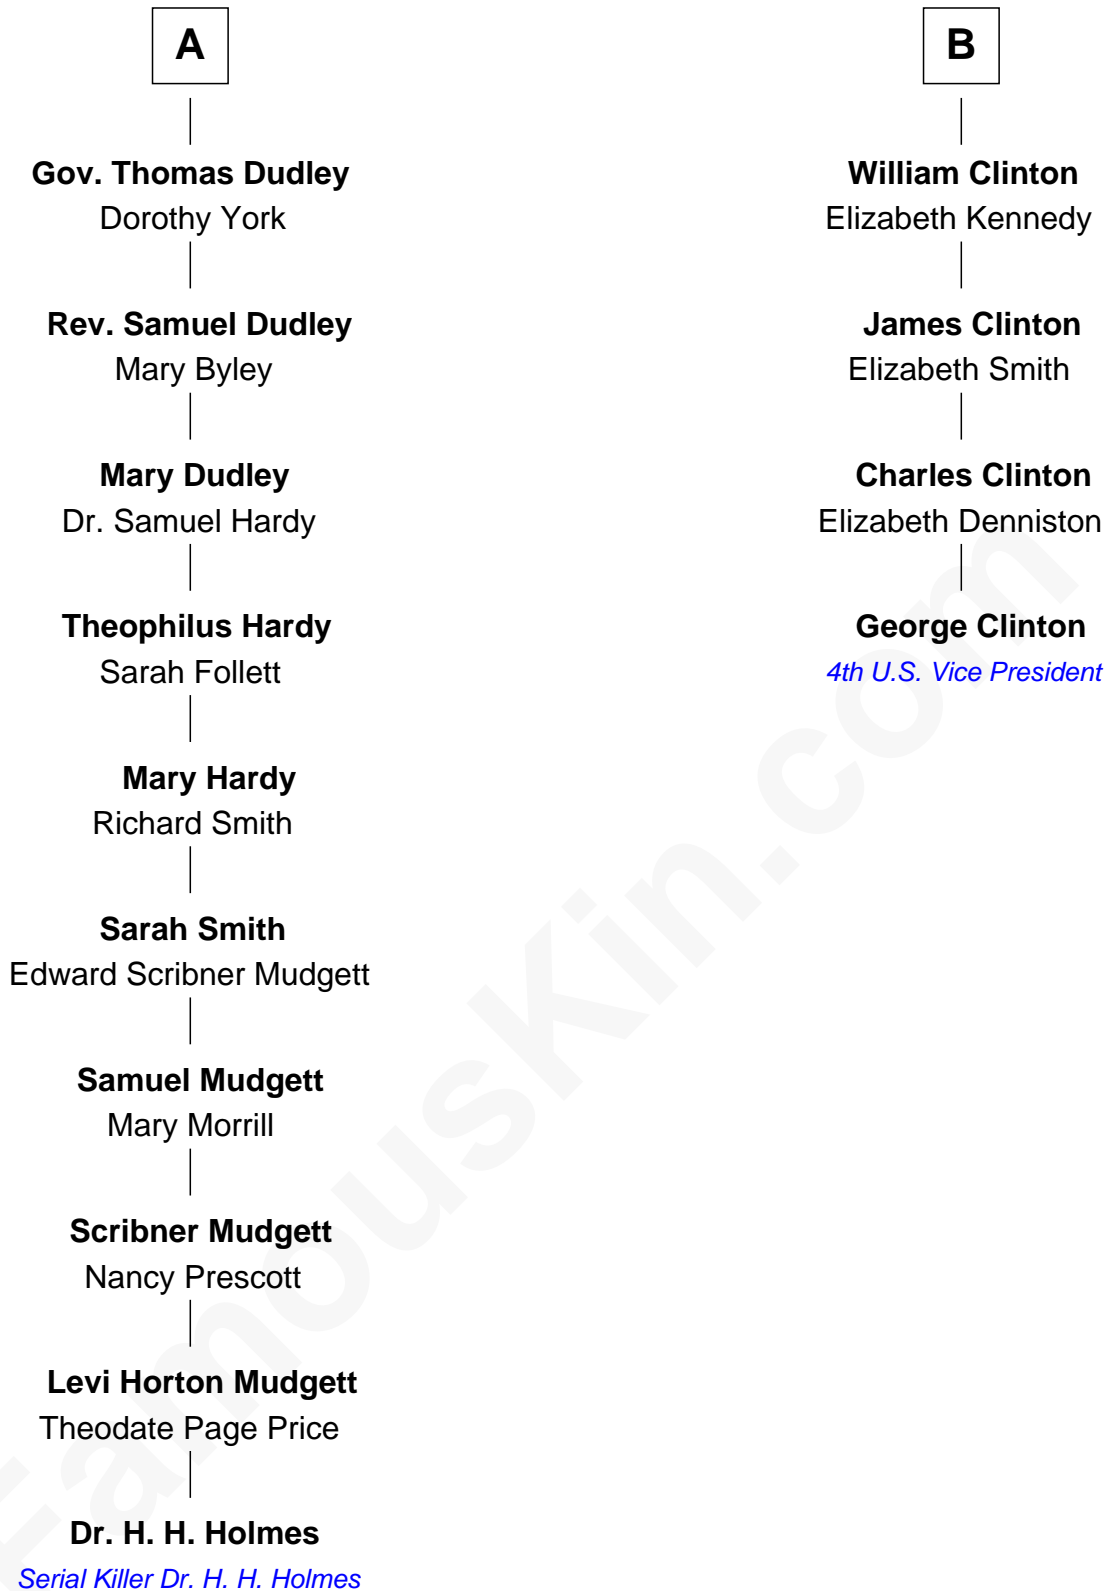 A
Gov. Thomas Dudley
Dorothy York
Rev. Samuel Dudley
Mary Byley
Mary Dudley
Dr. Samuel Hardy
Theophilus Hardy
Sarah Follett
Mary Hardy
Richard Smith
Sarah Smith
Edward Scribner Mudgett
Samuel Mudgett
Mary Morrill
Scribner Mudgett
Nancy Prescott
Levi Horton Mudgett
Theodate Page Price
Dr. H. H. Holmes
Serial Killer Dr. H. H. Holmes
B
William Clinton
Elizabeth Kennedy
James Clinton
Elizabeth Smith
Charles Clinton
Elizabeth Denniston
George Clinton
4th U.S. Vice President
FamousKin.com